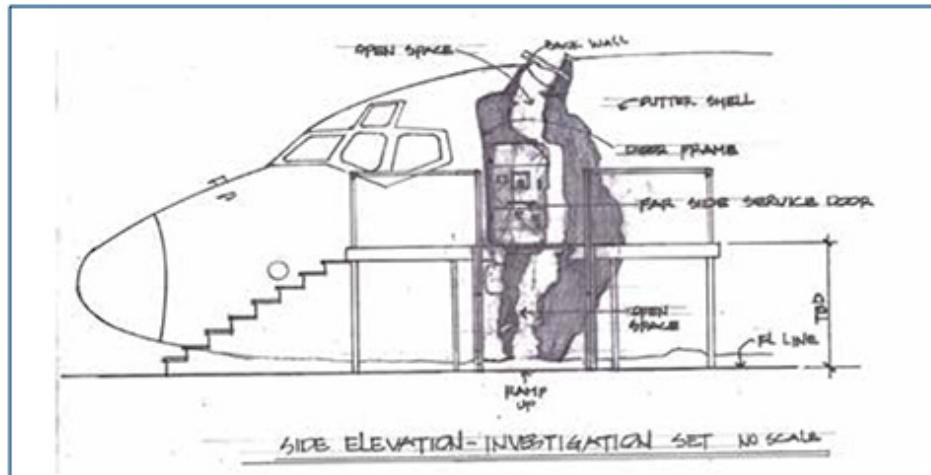 OPEN SPACE
BACK WALL
OUTTER SHELL
DOOR FRAME
FAR SIDE SERVICE DOOR
OPEN
SPACE
TBD
FL LINE
RAMP
UP
SIDE ELEVATION-INVESTIGATION SET NO SCALE